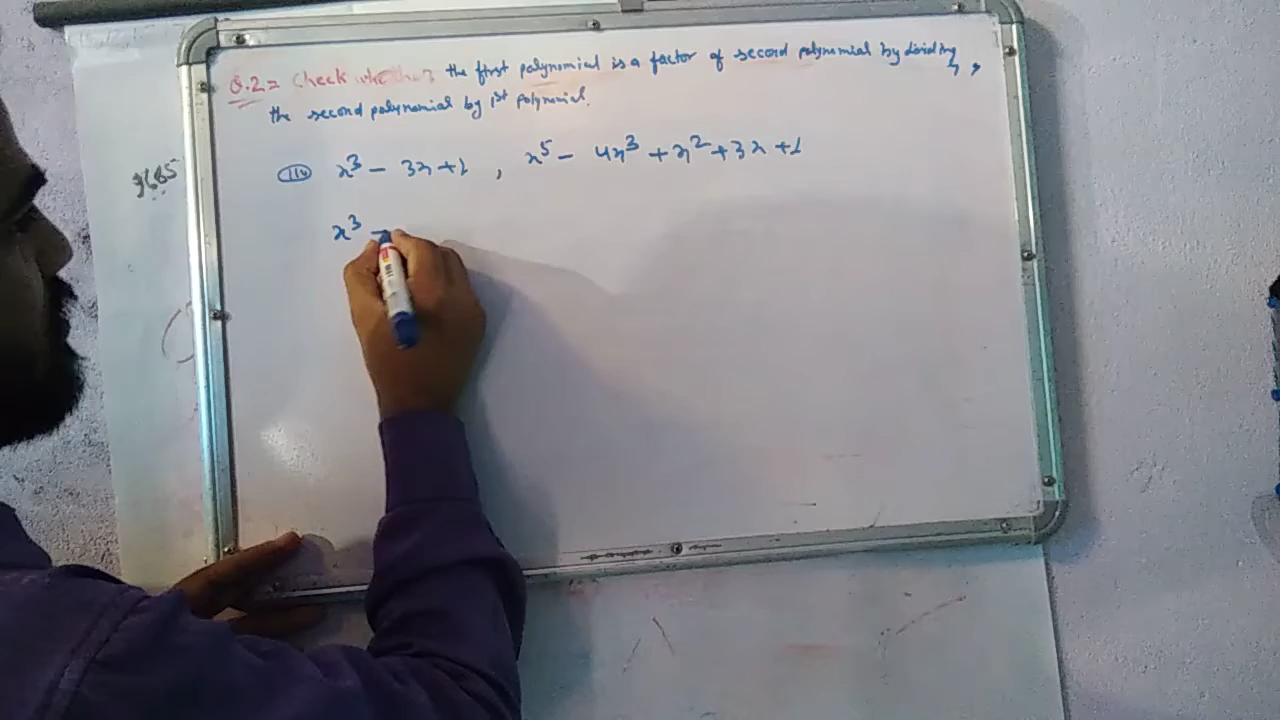 Q.2 = Check whether the first polynomial is a factor of second polynomial by dividing,
the second polynomial by 1st polynomial.
(iii) x³ - 3x + 1 , x⁵ - 4x³ + x² + 3x + 1
x³ -